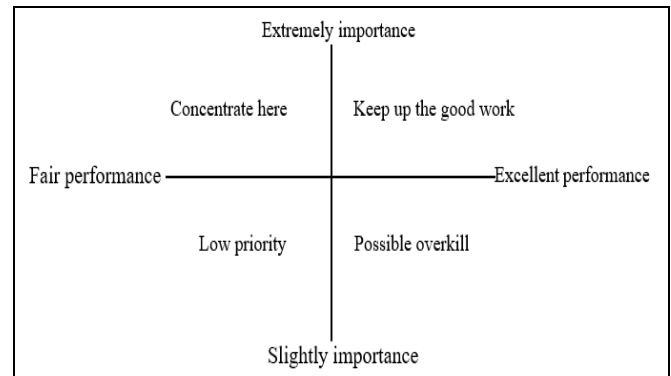 Extremely importance
Concentrate here
Keep up the good work
Fair performance
Excellent performance
Low priority
Possible overkill
Slightly importance